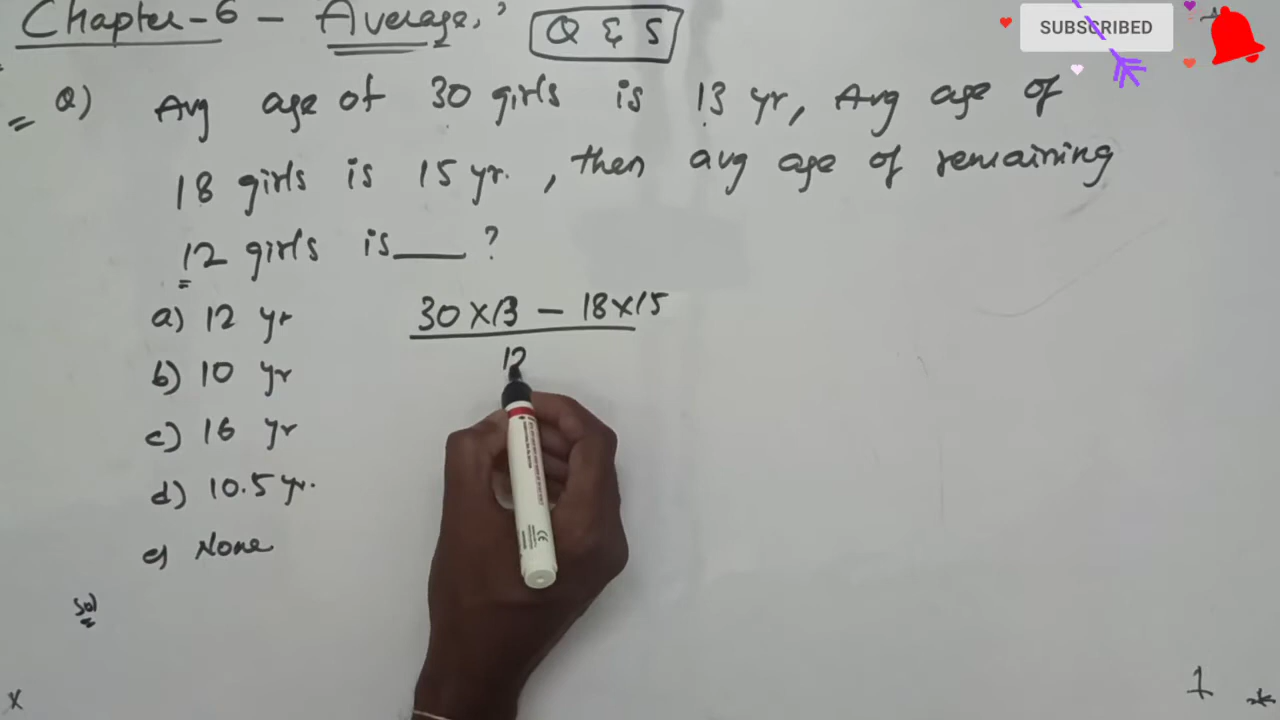 Chapter-6 - Average,' Q & S
SUBSCRIBED
Q) Avg age of 30 girls is 13 yr, Avg age of
18 girls is 15 yr. , then avg age of remaining
12 girls is ___ ?
a) 12 yr
30×13 - 18×15
12
b) 10 yr
c) 16 yr
d) 10.5 yr.
e) None
Sol)
x 1 *